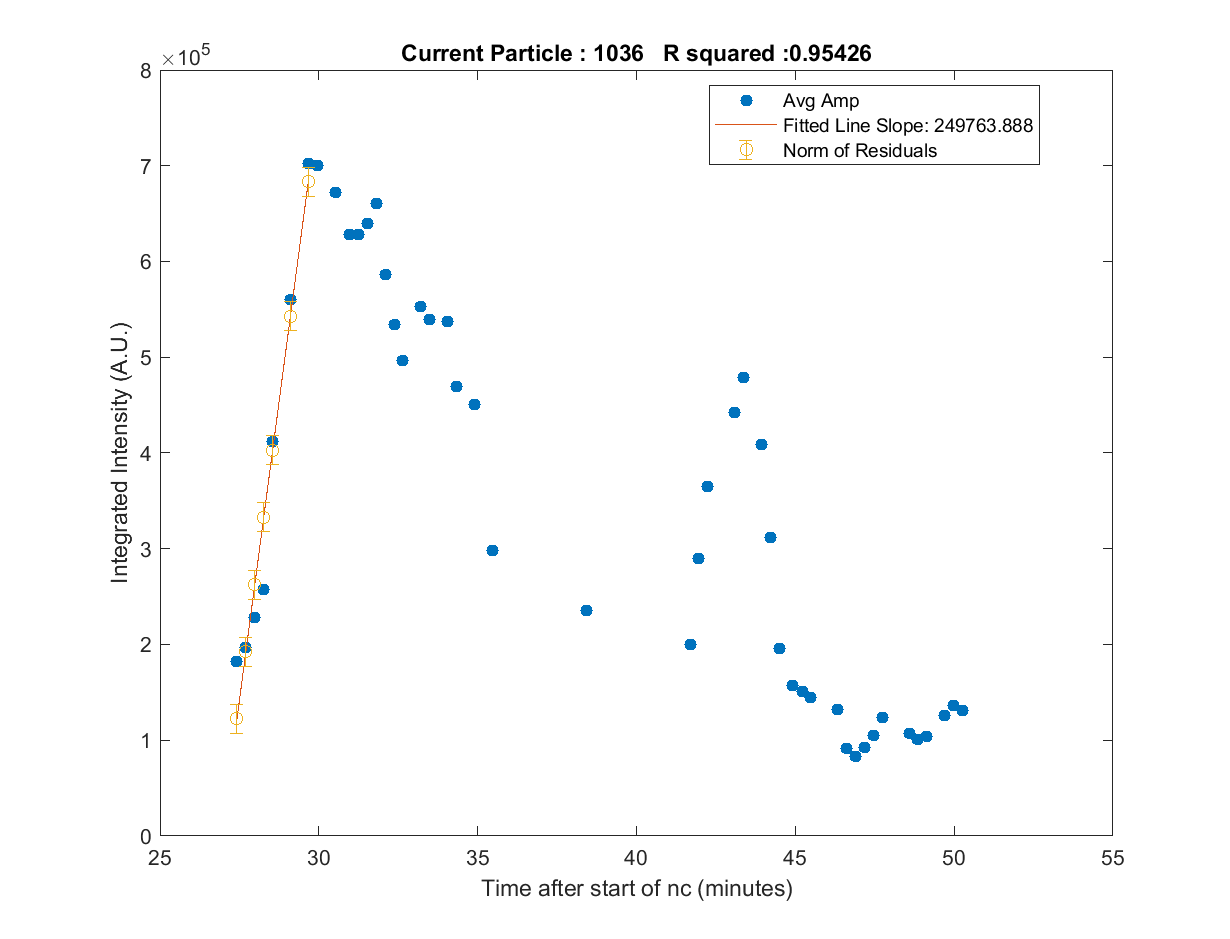 Current Particle : 1036 R squared :0.95426
×10^5
8
7
6
5
4
3
2
1
0
25 30 35 40 45 50 55
Integrated Intensity (A.U.)
Time after start of nc (minutes)
Avg Amp
Fitted Line Slope: 249763.888
Norm of Residuals